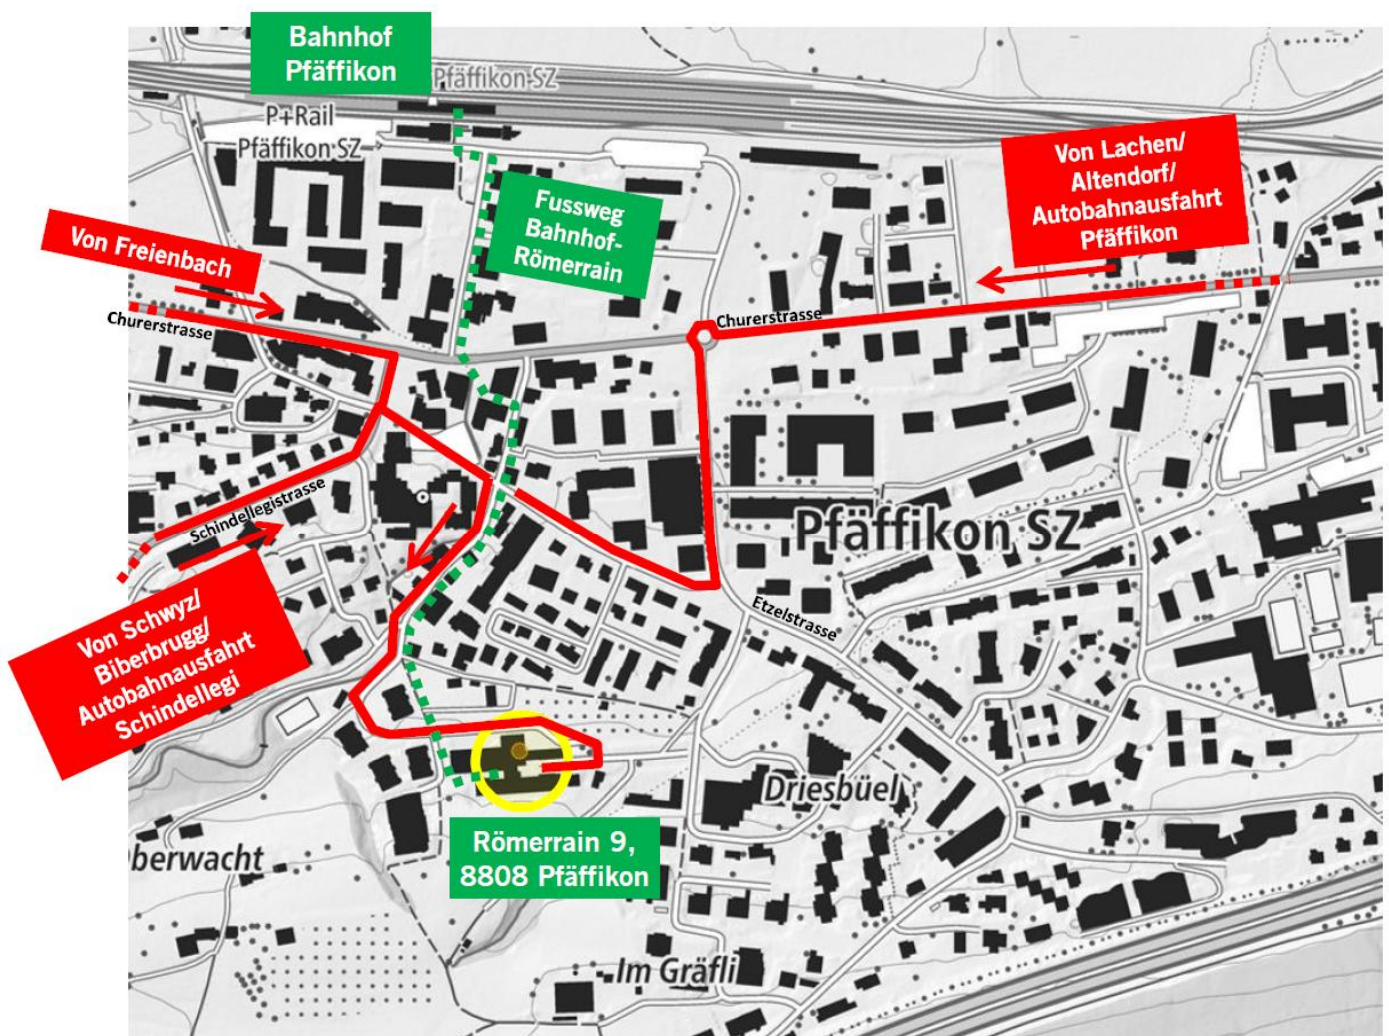 Bahnhof
Pfäffikon
Pfäffikon SZ
P+Rail
Pfäffikon SZ
Von Lachen/
Altendorf/
Autobahnausfahrt
Pfäffikon
Fussweg
Bahnhof-
Römerrain
Von Freienbach
Churerstrasse
Churerstrasse
Schindellegistrasse
Pfäffikon SZ
Etzelstrasse
Von Schwyz/
Biberbrugg/
Autobahnausfahrt
Schindellegi
Driesbüel
Römerrain 9,
8808 Pfäffikon
berwacht
Im Gräfli